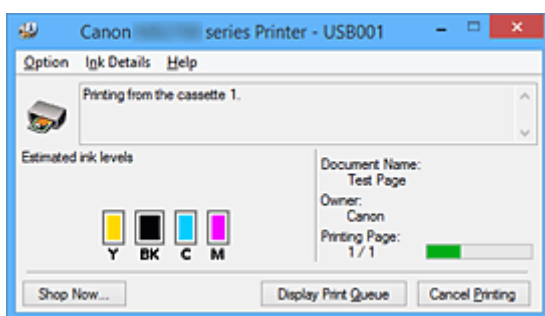 Canon series Printer - USB001
Option Ink Details Help
Printing from the cassette 1.
Estimated ink levels
Y BK C M
Document Name:
Test Page
Owner:
Canon
Printing Page:
1 / 1
Shop Now... Display Print Queue Cancel Printing